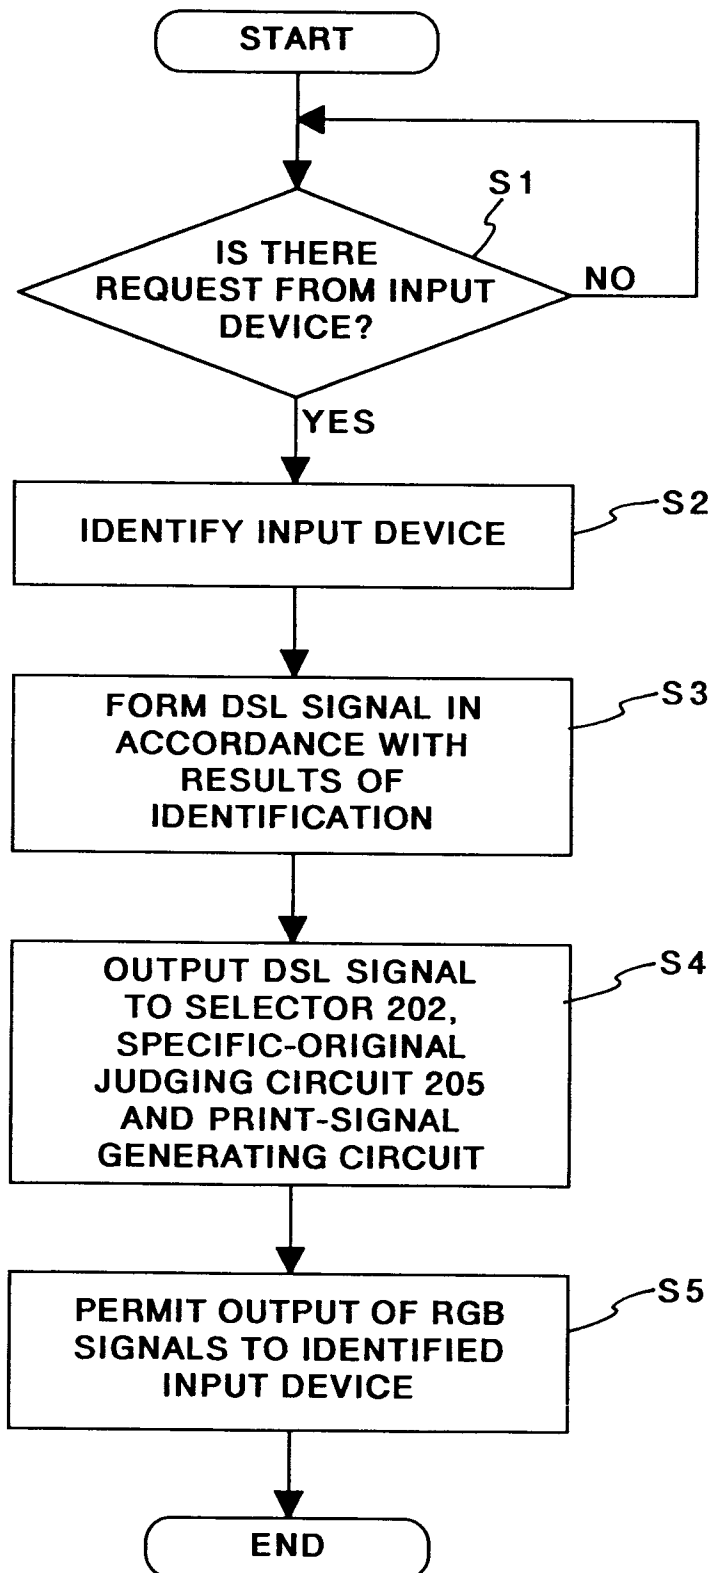 START
S1
IS THERE
REQUEST FROM INPUT
DEVICE?
NO
YES
S2
IDENTIFY INPUT DEVICE
S3
FORM DSL SIGNAL IN
ACCORDANCE WITH
RESULTS OF
IDENTIFICATION
S4
OUTPUT DSL SIGNAL
TO SELECTOR 202,
SPECIFIC-ORIGINAL
JUDGING CIRCUIT 205
AND PRINT-SIGNAL
GENERATING CIRCUIT
S5
PERMIT OUTPUT OF RGB
SIGNALS TO IDENTIFIED
INPUT DEVICE
END